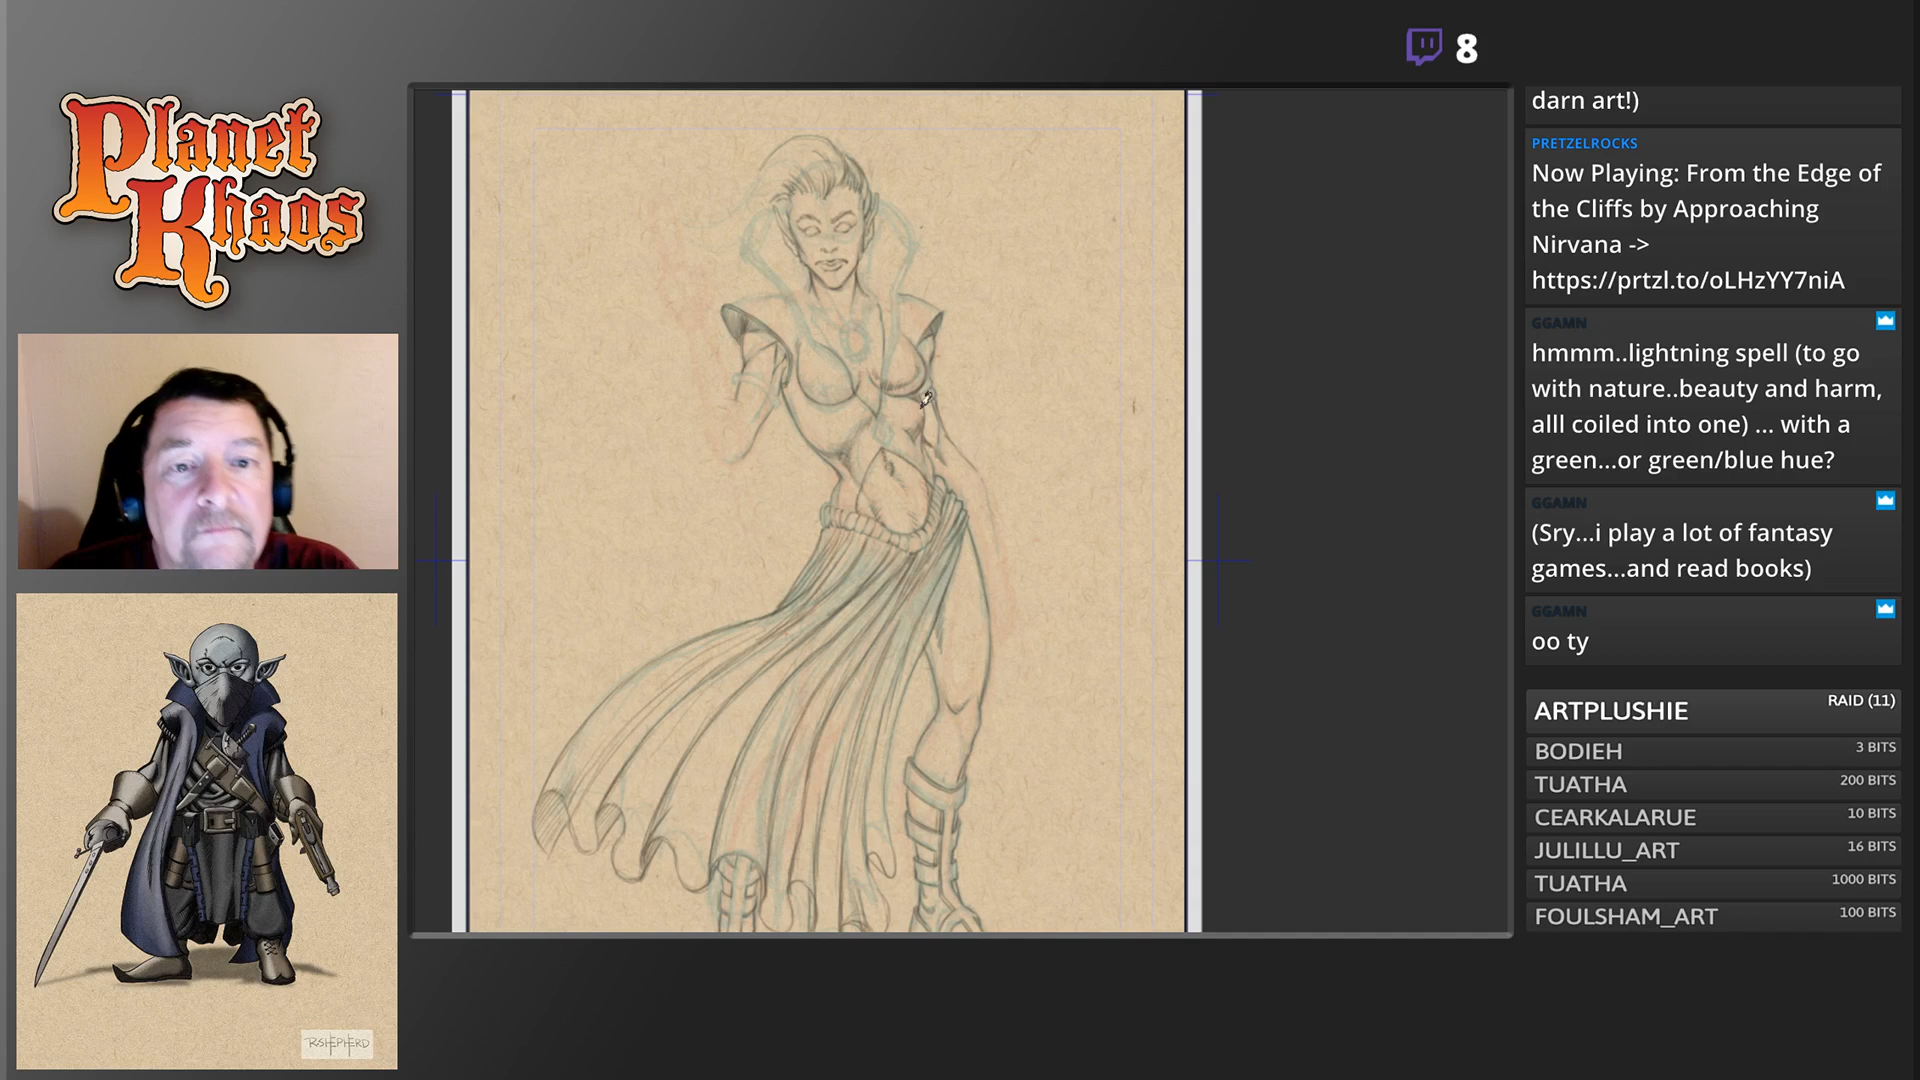 8
Planet
Khaos
darn art!)
PRETZELROCKS
Now Playing: From the Edge of
the Cliffs by Approaching
Nirvana ->
https://prtzl.to/oLHzYY7niA
GGAMN
hmmm..lightning spell (to go
with nature..beauty and harm,
alll coiled into one) ... with a
green...or green/blue hue?
GGAMN
(Sry...i play a lot of fantasy
games...and read books)
GGAMN
oo ty
ARTPLUSHIE RAID (11)
BODIEH 3 BITS
TUATHA 200 BITS
CEARKALARUE 10 BITS
JULILLU_ART 16 BITS
TUATHA 1000 BITS
FOULSHAM_ART 100 BITS
RSHEPHERD